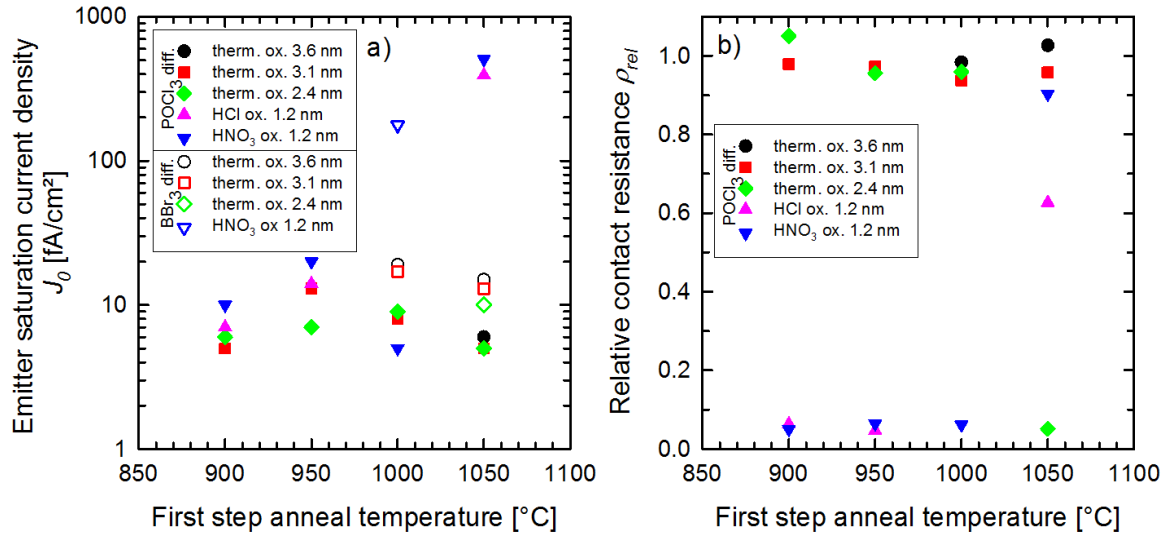 a)
Emitter saturation current density
J₀ [fA/cm²]
1000
100
10
1
POCl₃ diff.
therm. ox. 3.6 nm
therm. ox. 3.1 nm
therm. ox. 2.4 nm
HCl ox. 1.2 nm
HNO₃ ox. 1.2 nm
BBr₃ diff.
therm. ox. 3.6 nm
therm. ox. 3.1 nm
therm. ox. 2.4 nm
HNO₃ ox 1.2 nm
850 900 950 1000 1050 1100
First step anneal temperature [°C]
b)
Relative contact resistance ρrel
1.0
0.8
0.6
0.4
0.2
0.0
POCl₃ diff.
therm. ox. 3.6 nm
therm. ox. 3.1 nm
therm. ox. 2.4 nm
HCl ox. 1.2 nm
HNO₃ ox. 1.2 nm
850 900 950 1000 1050 1100
First step anneal temperature [°C]